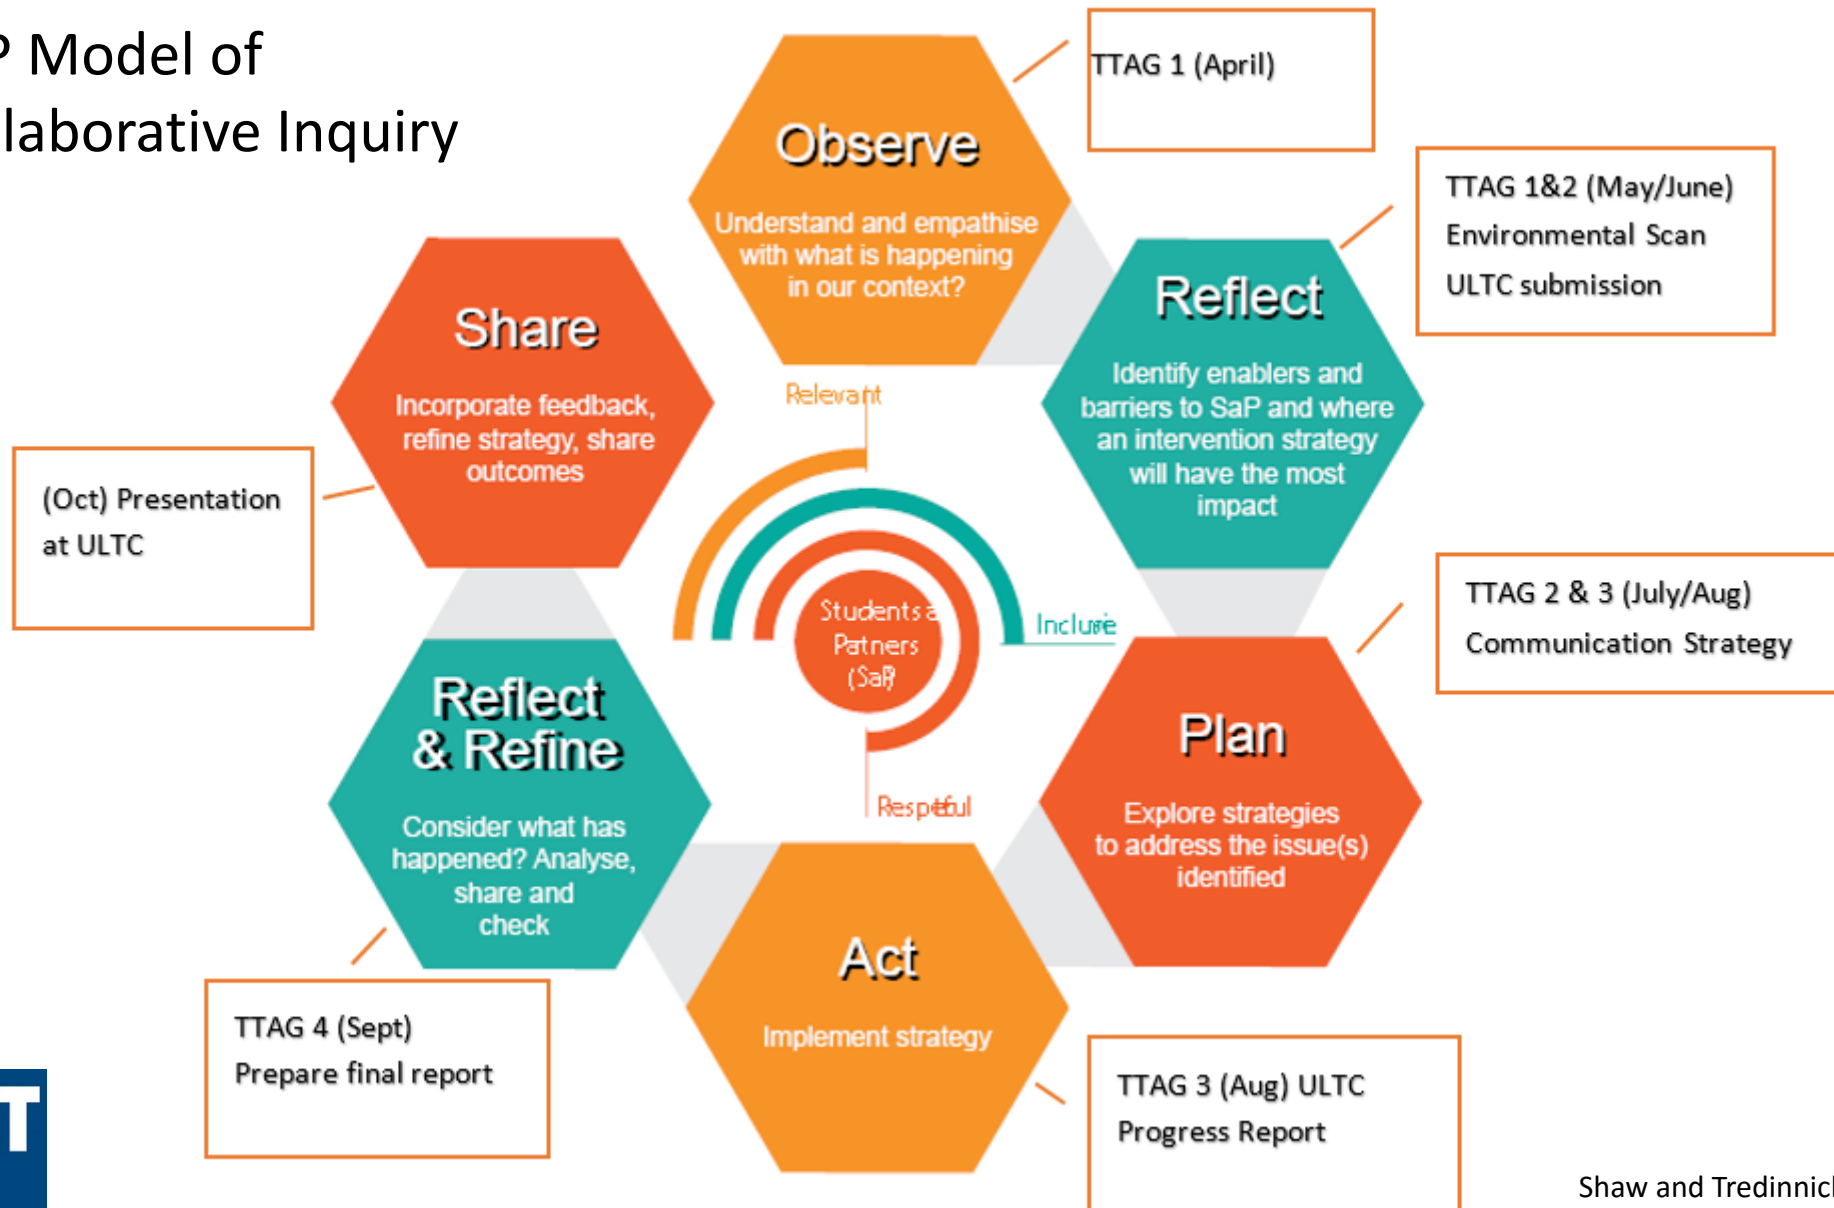 P Model of
laborative Inquiry
TTAG 1 (April)
Observe
Understand and empathise
with what is happening
in our context?
TTAG 1&2 (May/June)
Environmental Scan
ULTC submission
Reflect
Identify enablers and
barriers to SaP and where
an intervention strategy
will have the most
impact
Share
Incorporate feedback,
refine strategy, share
outcomes
(Oct) Presentation
at ULTC
Relevant
Students a
Partners
(SaP)
Inclusive
Respectful
TTAG 2 & 3 (July/Aug)
Communication Strategy
Plan
Explore strategies
to address the issue(s)
identified
Reflect
& Refine
Consider what has
happened? Analyse,
share and
check
Act
Implement strategy
TTAG 4 (Sept)
Prepare final report
TTAG 3 (Aug) ULTC
Progress Report
T
Shaw and Tredinnick